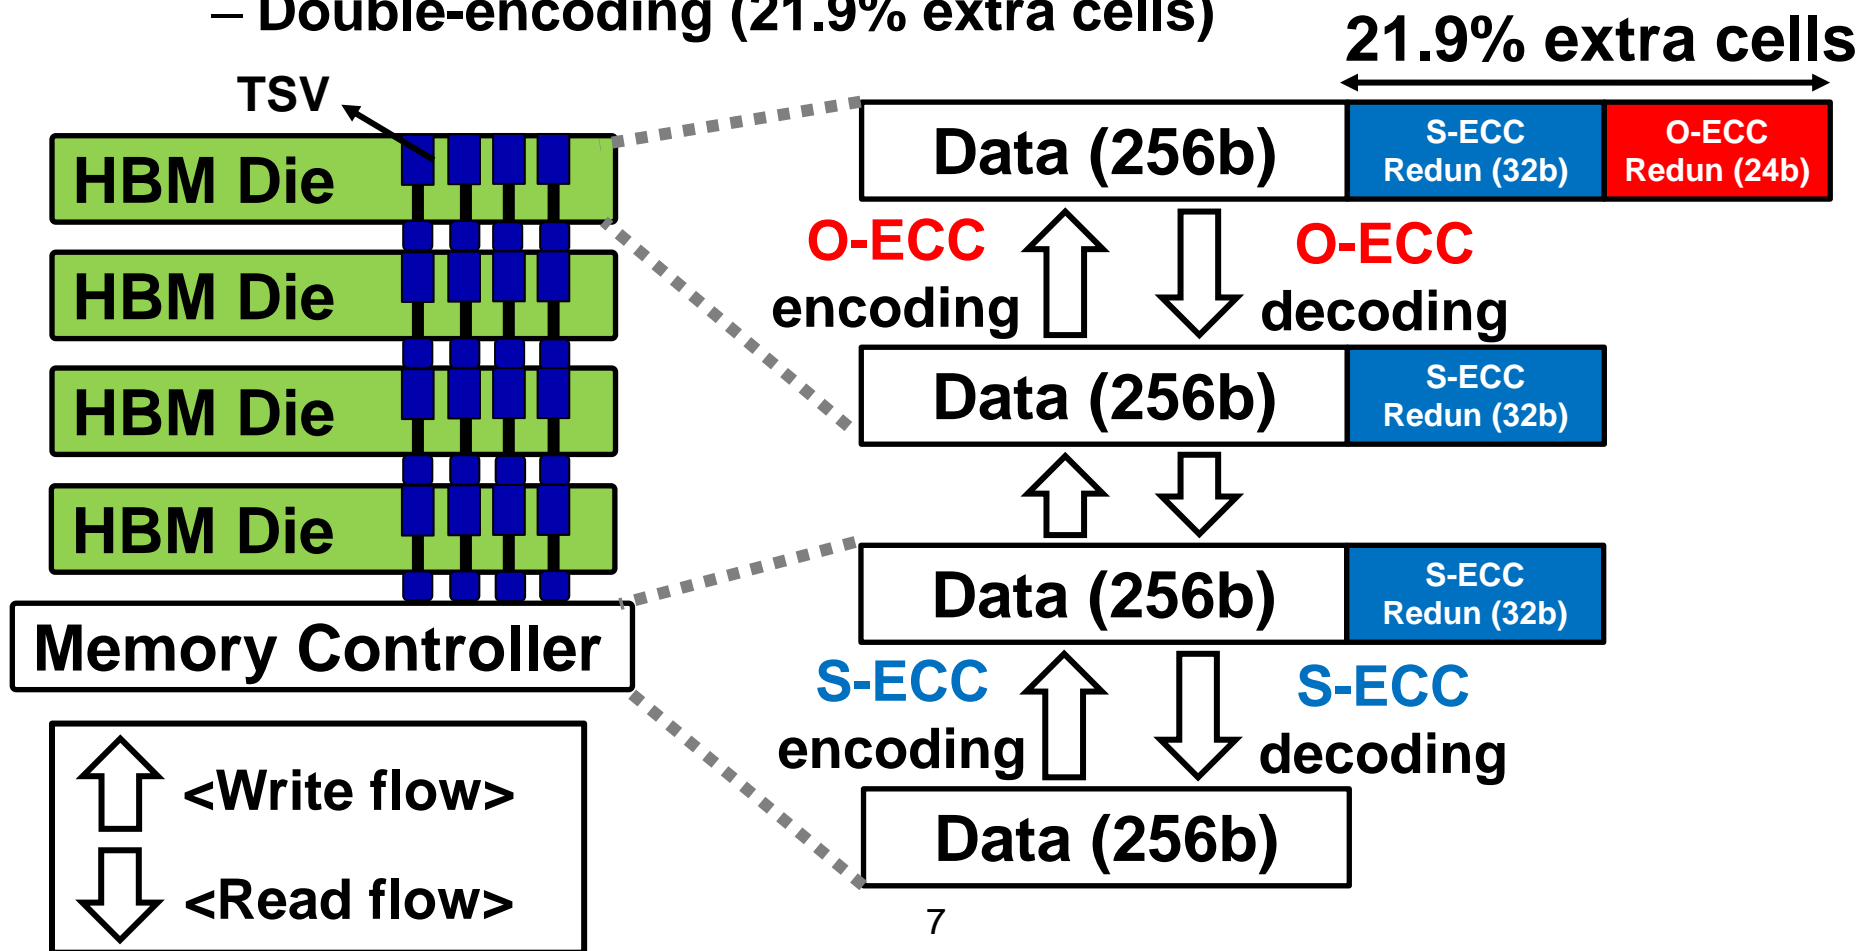 – Double-encoding (21.9% extra cells)
21.9% extra cells
TSV
HBM Die
HBM Die
HBM Die
HBM Die
Memory Controller
<Write flow>
<Read flow>
Data (256b)
S-ECC
Redun (32b)
O-ECC
Redun (24b)
O-ECC
encoding
O-ECC
decoding
Data (256b)
S-ECC
Redun (32b)
Data (256b)
S-ECC
Redun (32b)
S-ECC
encoding
S-ECC
decoding
Data (256b)
7